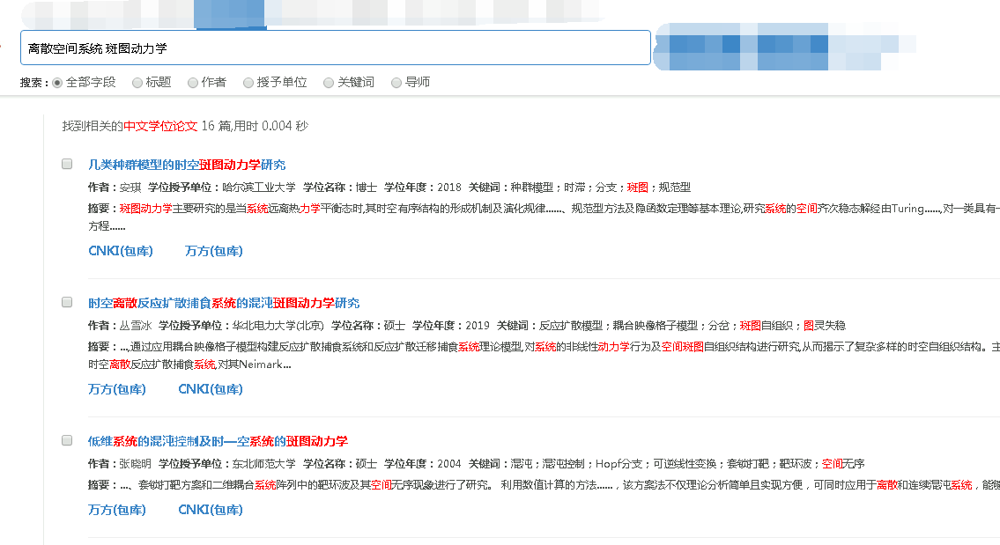 离散空间系统 斑图动力学
搜索： 全部字段 标题 作者 授予单位 关键词 导师
找到相关的中文学位论文 16 篇,用时 0.004 秒
几类种群模型的时空斑图动力学研究
作者：安琪 学位授予单位：哈尔滨工业大学 学位名称：博士 学位年度：2018 关键词：种群模型；时滞；分支；斑图；规范型
摘要：斑图动力学主要研究的是当系统远离热力学平衡态时,其时空有序结构的形成机制及演化规律......、规范型方法及隐函数定理等基本理论,研究系统的空间齐次稳态解经由Turing......,对一类具有一
方程......
CNKI(包库) 万方(包库)
时空离散反应扩散捕食系统的混沌斑图动力学研究
作者：丛雪冰 学位授予单位：华北电力大学(北京) 学位名称：硕士 学位年度：2019 关键词：反应扩散模型；耦合映像格子模型；分岔；斑图自组织；图灵失稳
摘要：...,通过应用耦合映像格子模型构建反应扩散捕食系统和反应扩散迁移捕食系统理论模型,对系统的非线性动力学行为及空间斑图自组织结构进行研究,从而揭示了复杂多样的时空自组织结构。主
时空离散反应扩散捕食系统,对其Neimark...
万方(包库) CNKI(包库)
低维系统的混沌控制及时—空系统的斑图动力学
作者：张晓明 学位授予单位：东北师范大学 学位名称：硕士 学位年度：2004 关键词：混沌；混沌控制；Hopf分支；可逆线性变换；套锁打靶；靶环波；空间无序
摘要：...、套锁打靶方案和二维耦合系统阵列中的靶环波及其空间无序现象进行了研究。 利用数值计算的方法......，该方案法不仅理论分析简单且实现方便，可同时应用于离散和连续混沌系统，能够
万方(包库) CNKI(包库)